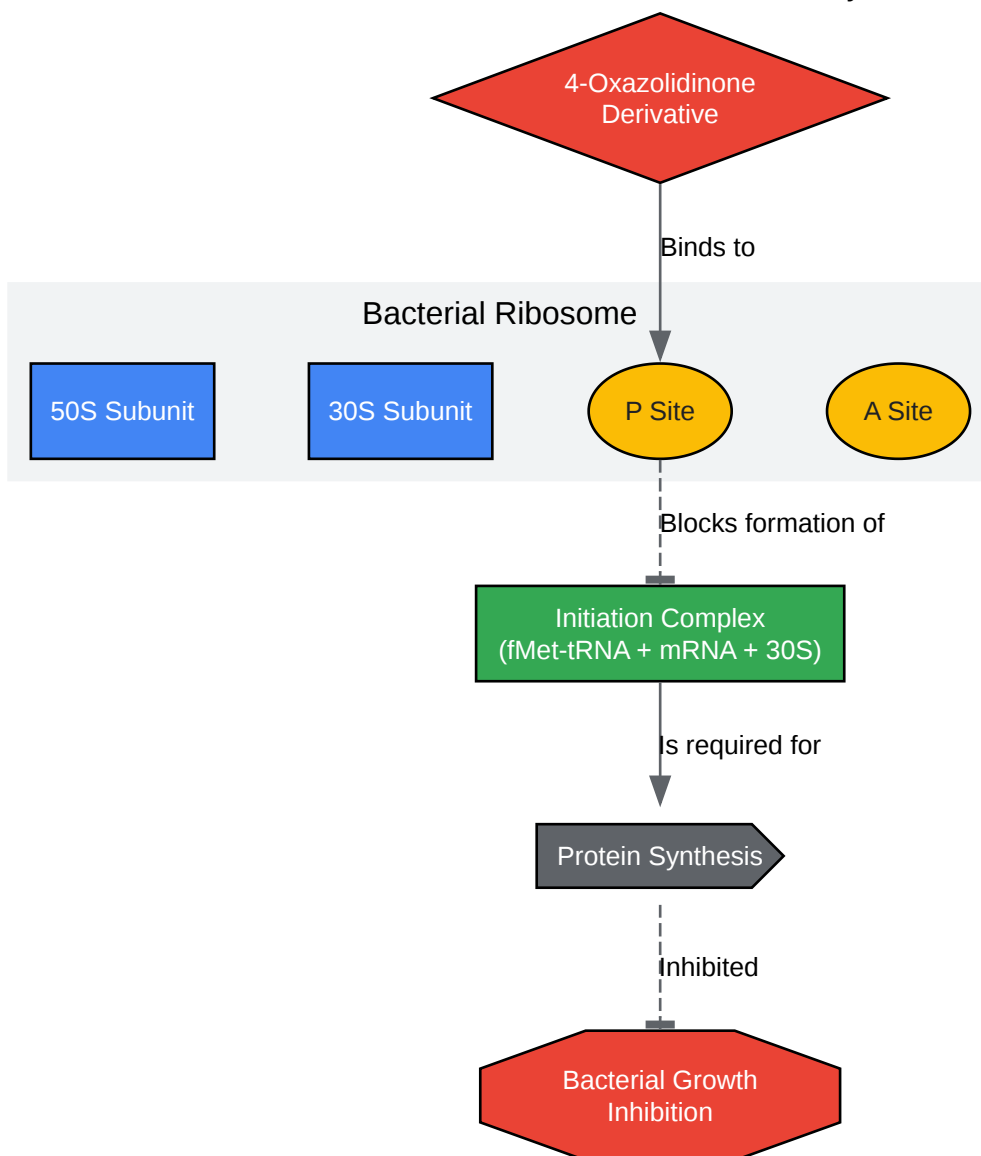 4-Oxazolidinone
Derivative
Binds to
Bacterial Ribosome
50S Subunit
30S Subunit
P Site
A Site
Blocks formation of
Initiation Complex
(fMet-tRNA + mRNA + 30S)
Is required for
Protein Synthesis
Inhibited
Bacterial Growth
Inhibition